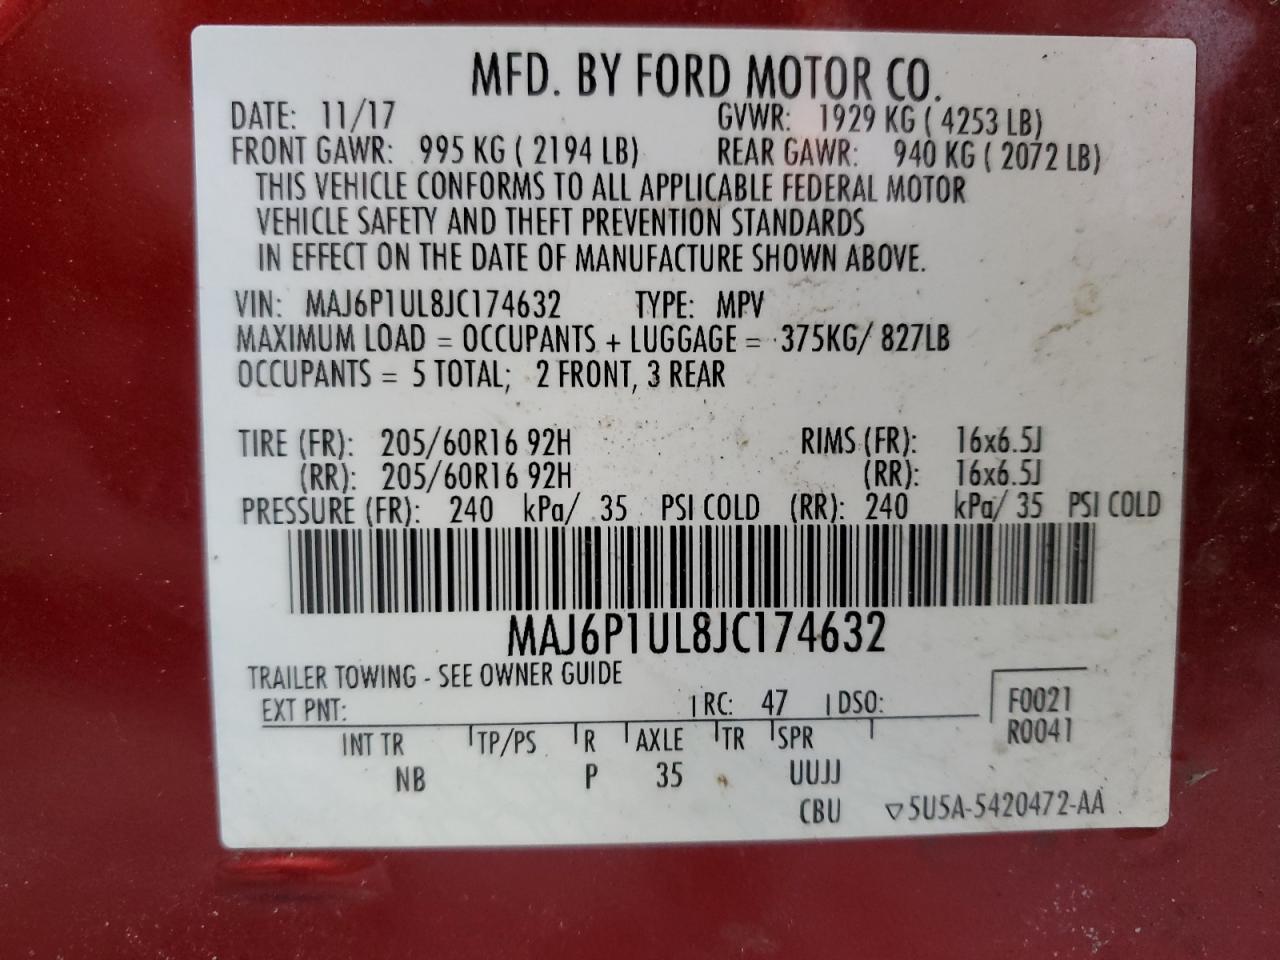 MFD. BY FORD MOTOR CO.
DATE: 11/17 GVWR: 1929 KG ( 4253 LB)
FRONT GAWR: 995 KG ( 2194 LB) REAR GAWR: 940 KG ( 2072 LB)
THIS VEHICLE CONFORMS TO ALL APPLICABLE FEDERAL MOTOR
VEHICLE SAFETY AND THEFT PREVENTION STANDARDS
IN EFFECT ON THE DATE OF MANUFACTURE SHOWN ABOVE.
VIN: MAJ6P1UL8JC174632 TYPE: MPV
MAXIMUM LOAD = OCCUPANTS + LUGGAGE = 375KG/ 827LB
OCCUPANTS = 5 TOTAL; 2 FRONT, 3 REAR
TIRE (FR): 205/60R16 92H RIMS (FR): 16x6.5J
(RR): 205/60R16 92H (RR): 16x6.5J
PRESSURE (FR): 240 kPa/ 35 PSI COLD (RR): 240 kPa/ 35 PSI COLD
MAJ6P1UL8JC174632
TRAILER TOWING - SEE OWNER GUIDE
EXT PNT: RC: 47 DSO: F0021
INT TR TP/PS R AXLE TR SPR R0041
NB P 35 UUJJ
CBU 5U5A-5420472-AA